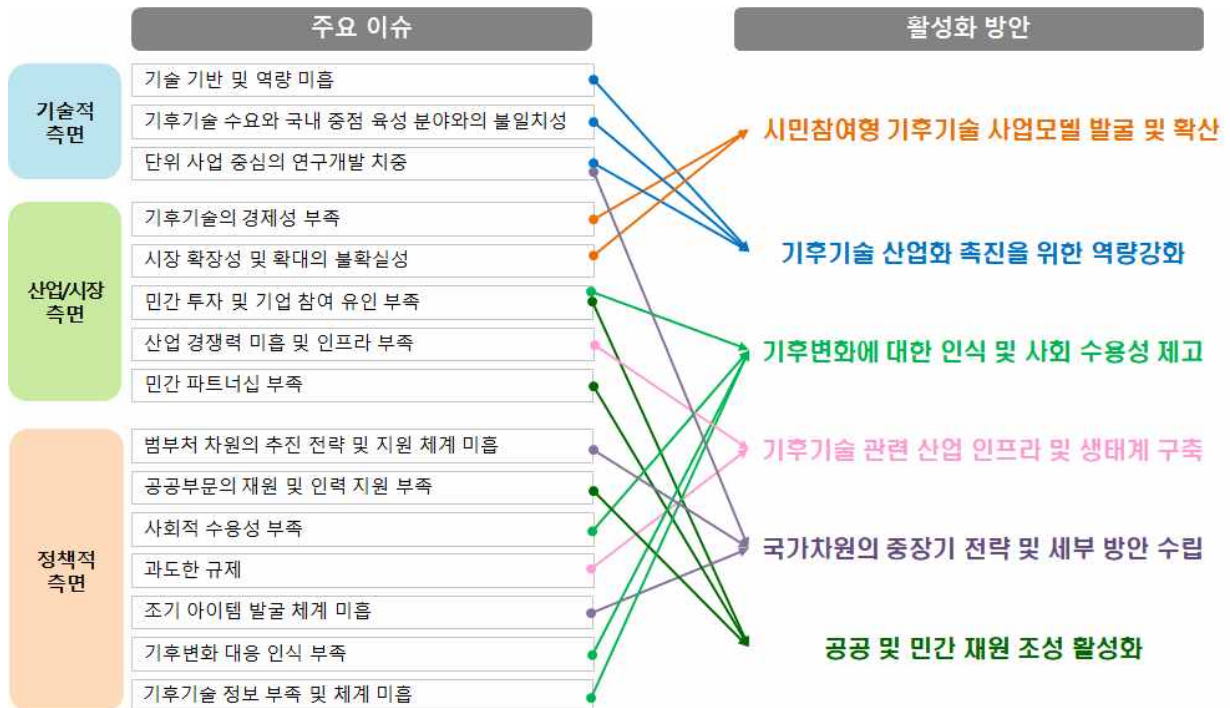 주요 이슈
활성화 방안
기술적
측면
기술 기반 및 역량 미흡
기후기술 수요와 국내 중점 육성 분야와의 불일치성
단위 사업 중심의 연구개발 치중
산업/시장
측면
기후기술의 경제성 부족
시장 확장성 및 확대의 불확실성
민간 투자 및 기업 참여 유인 부족
산업 경쟁력 미흡 및 인프라 부족
민간 파트너십 부족
정책적
측면
범부처 차원의 추진 전략 및 지원 체계 미흡
공공부문의 재원 및 인력 지원 부족
사회적 수용성 부족
과도한 규제
조기 아이템 발굴 체계 미흡
기후변화 대응 인식 부족
기후기술 정보 부족 및 체계 미흡
시민참여형 기후기술 사업모델 발굴 및 확산
기후기술 산업화 촉진을 위한 역량강화
기후변화에 대한 인식 및 사회 수용성 제고
기후기술 관련 산업 인프라 및 생태계 구축
국가차원의 중장기 전략 및 세부 방안 수립
공공 및 민간 재원 조성 활성화